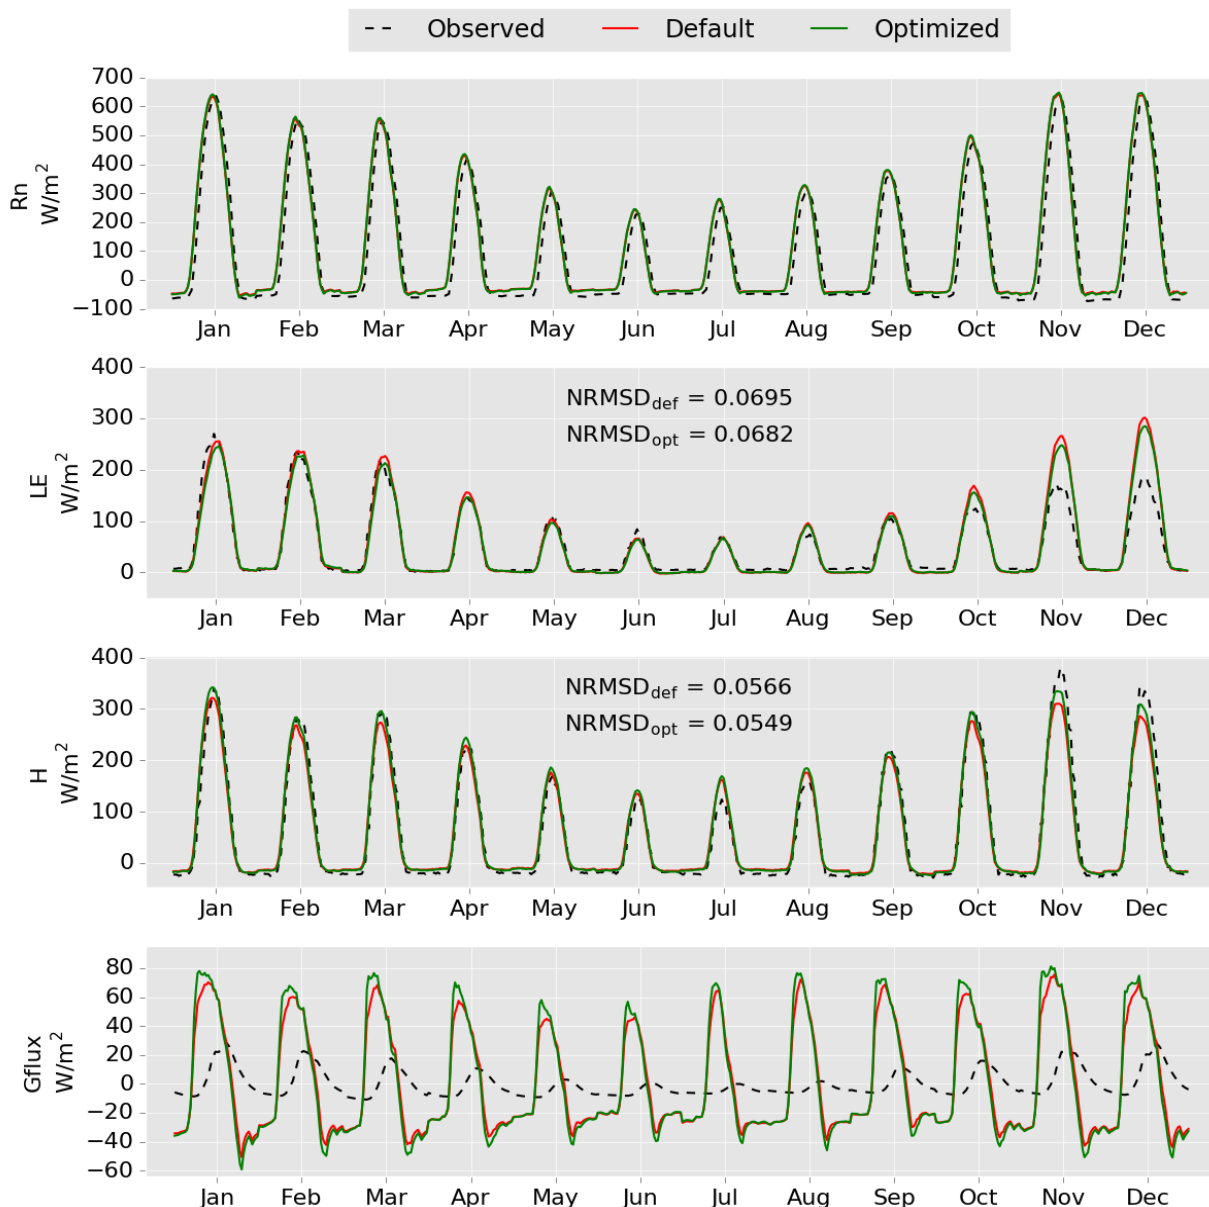 Observed Default Optimized
700
600
500
400
300
200
100
0
−100
Rn
W/m²
Jan Feb Mar Apr May Jun Jul Aug Sep Oct Nov Dec
400
300
200
100
0
LE
W/m²
NRMSD_def = 0.0695
NRMSD_opt = 0.0682
Jan Feb Mar Apr May Jun Jul Aug Sep Oct Nov Dec
400
300
200
100
0
H
W/m²
NRMSD_def = 0.0566
NRMSD_opt = 0.0549
Jan Feb Mar Apr May Jun Jul Aug Sep Oct Nov Dec
80
60
40
20
0
−20
−40
−60
Gflux
W/m²
Jan Feb Mar Apr May Jun Jul Aug Sep Oct Nov Dec